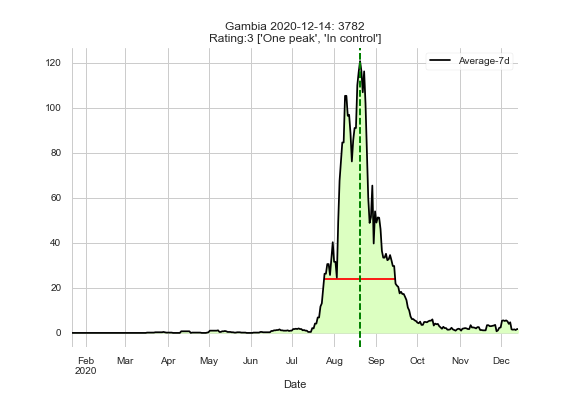 Gambia 2020-12-14: 3782
Rating:3 ['One peak', 'In control']
Average-7d
120
100
80
60
40
20
0
Feb Mar Apr May Jun Jul Aug Sep Oct Nov Dec
2020
Date